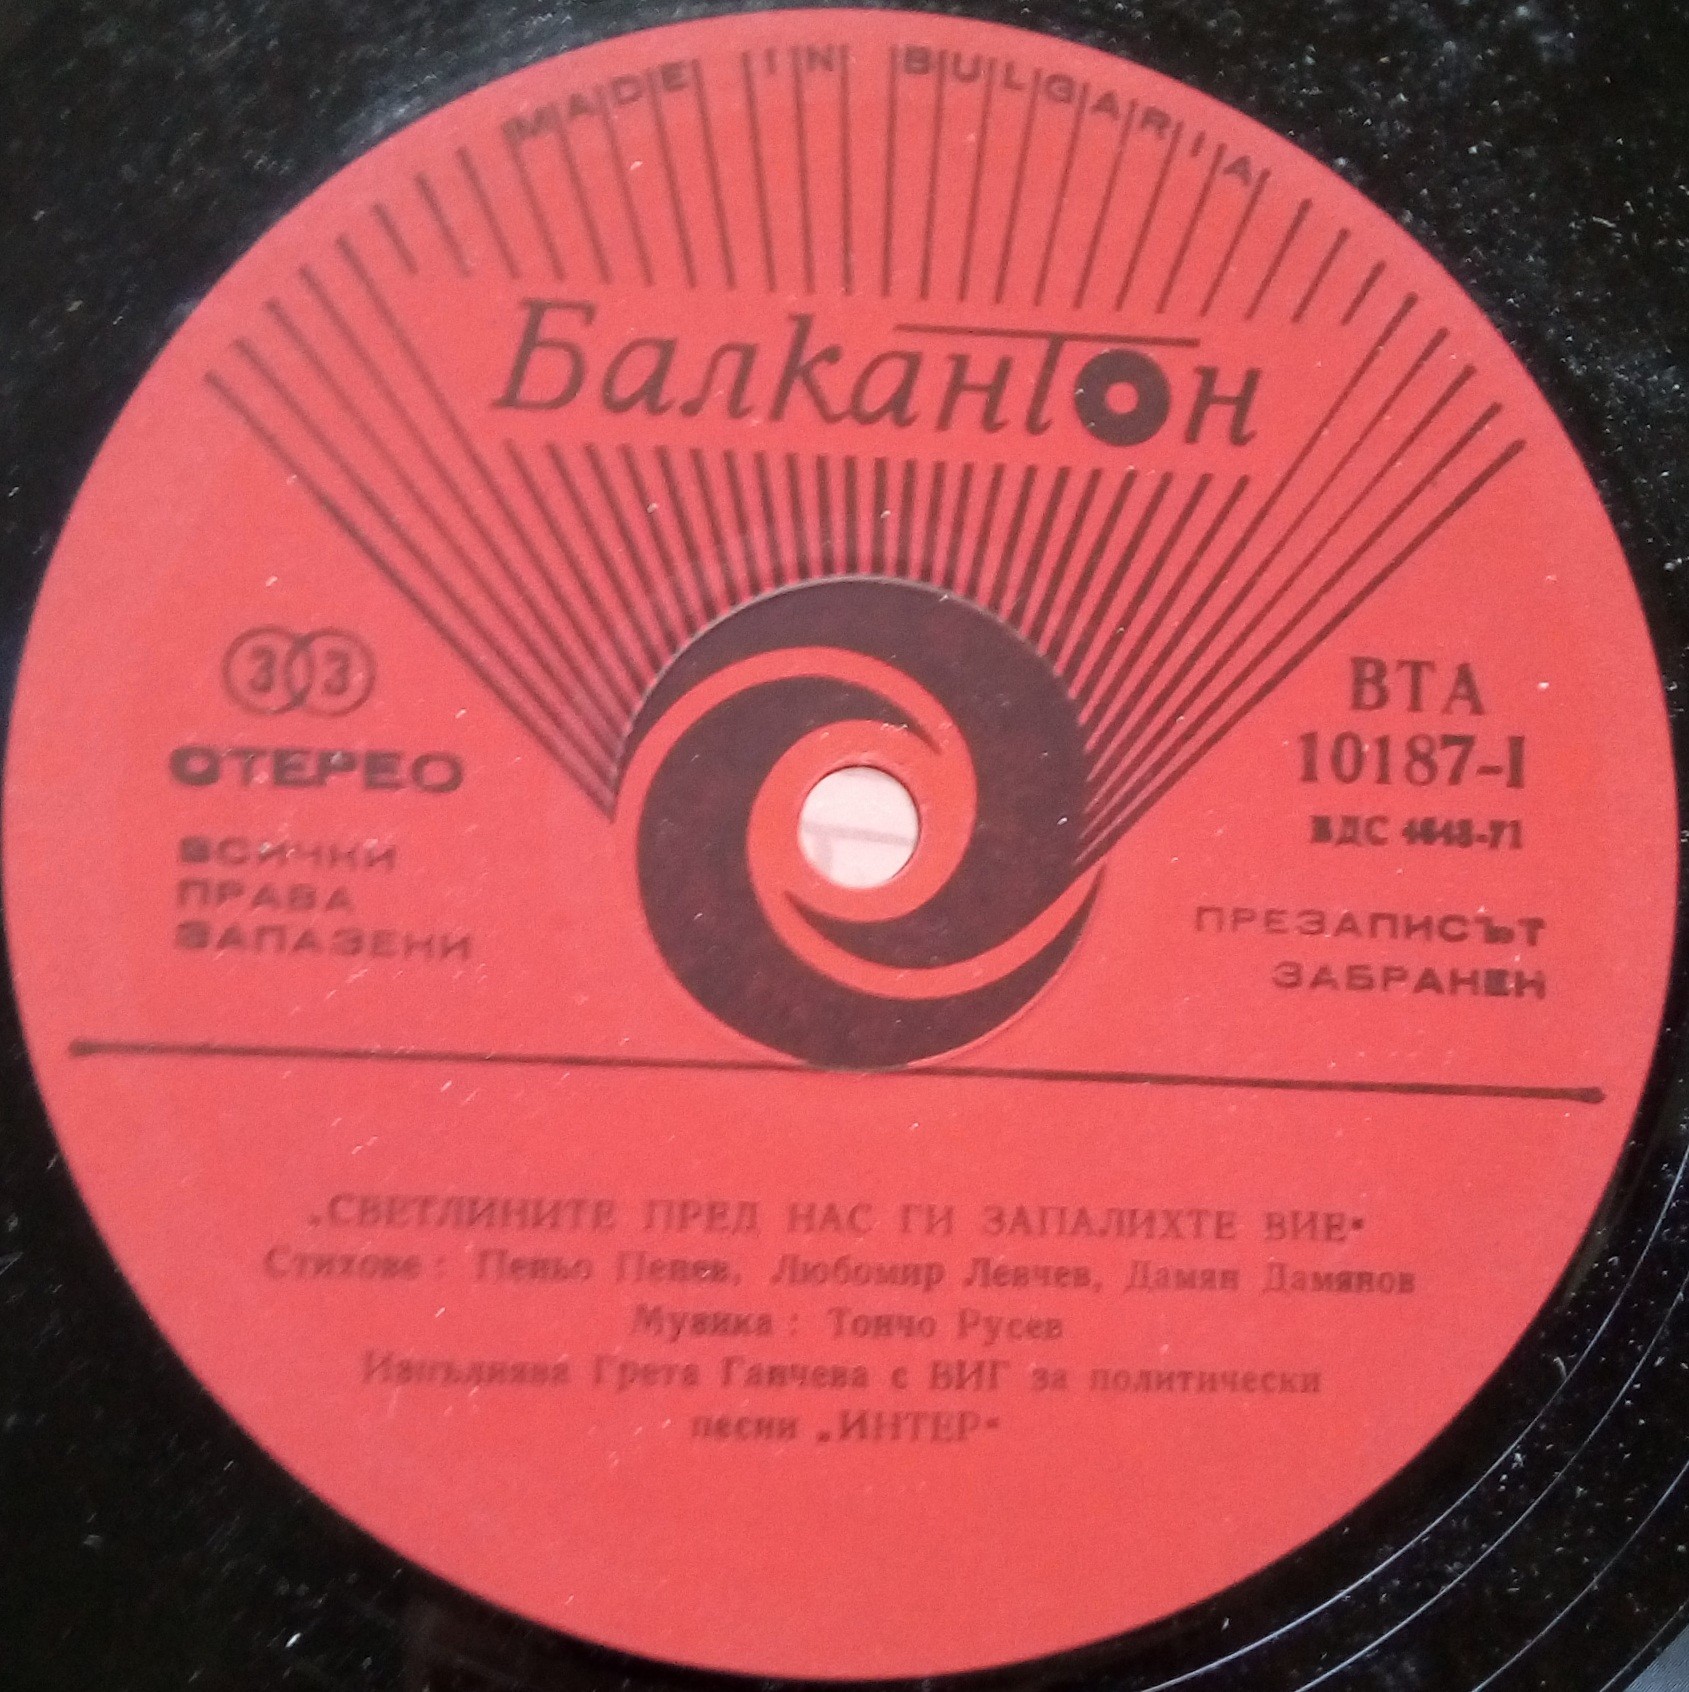 MADE IN BULGARIA
Балкантон
33
СТЕРЕО
ВСИЧКИ
ПРАВА
ЗАПАЗЕНИ
ВТА
10187-I
БДС 4648-71
ПРЕЗАПИСЪТ
ЗАБРАНЕН
„СВЕТЛИНИТЕ ПРЕД НАС ГИ ЗАПАЛИХТЕ ВИЕ“
Стихове : Пеньо Пенев, Любомир Левчев, Дамян Дамянов
Музика : Тончо Русев
Изпълнява Грета Ганчева с ВИГ за политически
песни „ИНТЕР“